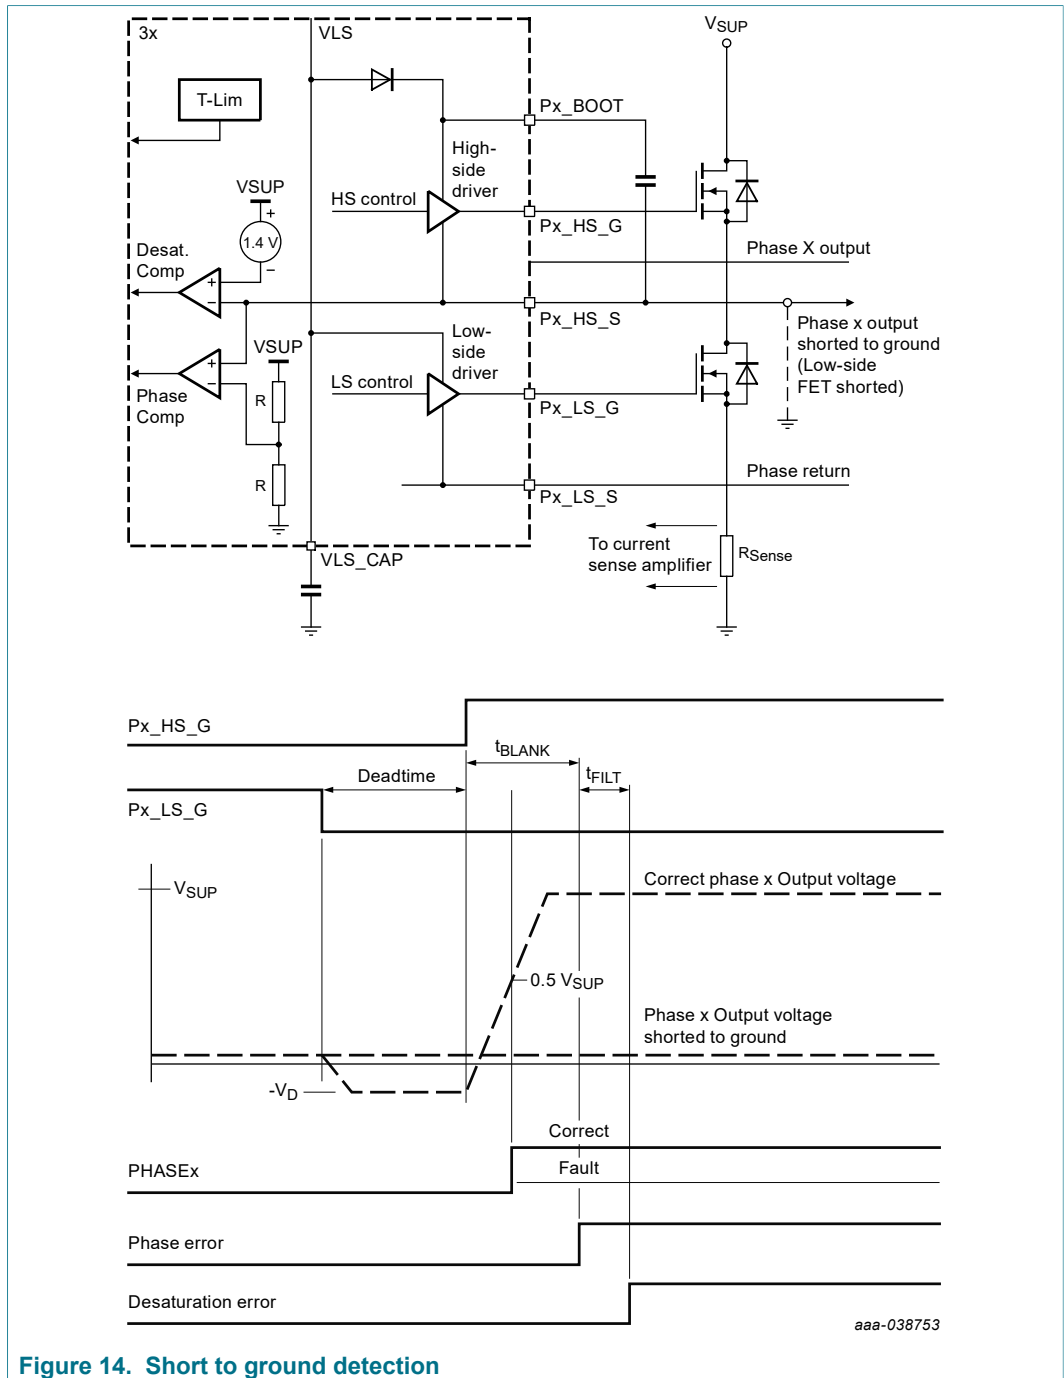 3x
VLS
VSUP
T-Lim
Px_BOOT
High-
side
driver
VSUP
+
1.4 V
–
HS control
Px_HS_G
Desat.
Comp
+
–
Phase X output
Px_HS_S
Phase x output
shorted to ground
(Low-side
FET shorted)
Low-
side
driver
VSUP
+
–
Phase
Comp
R
LS control
Px_LS_G
R
Phase return
Px_LS_S
To current
sense amplifier
RSense
VLS_CAP
Px_HS_G
tBLANK
Deadtime
tFILT
Px_LS_G
VSUP
Correct phase x Output voltage
0.5 VSUP
Phase x Output voltage
shorted to ground
-VD
Correct
PHASEx
Fault
Phase error
Desaturation error
aaa-038753
Figure 14. Short to ground detection